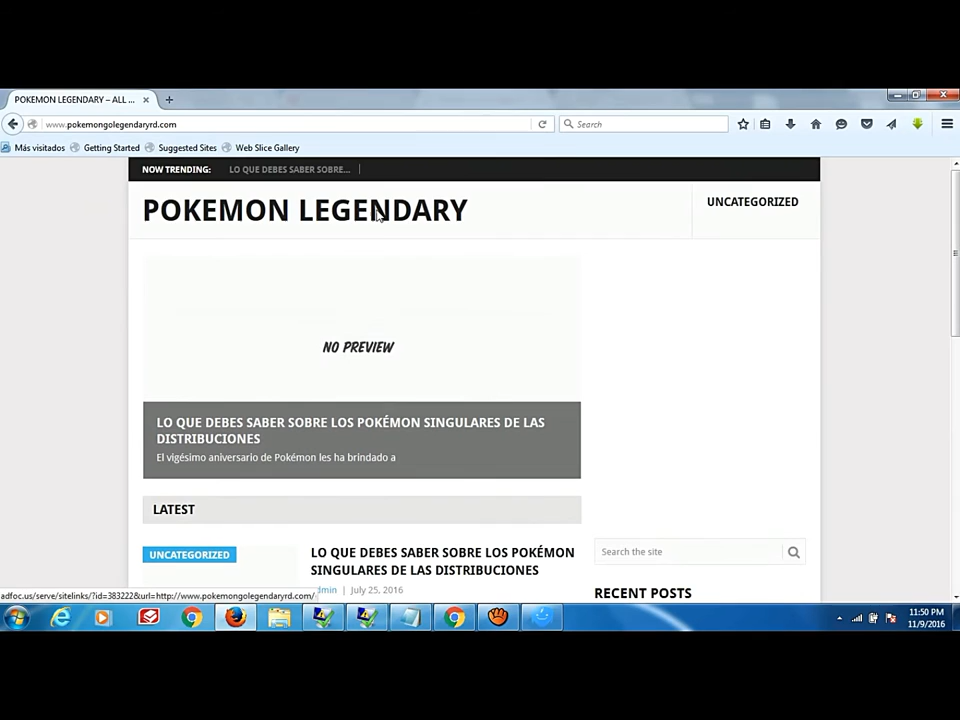 POKEMON LEGENDARY – ALL ...
www.pokemongolegendaryrd.com
Search
Más visitados
Getting Started
Suggested Sites
Web Slice Gallery
NOW TRENDING:
LO QUE DEBES SABER SOBRE...
POKEMON LEGENDARY
UNCATEGORIZED
NO PREVIEW
LO QUE DEBES SABER SOBRE LOS POKÉMON SINGULARES DE LAS
DISTRIBUCIONES
El vigésimo aniversario de Pokémon les ha brindado a
LATEST
UNCATEGORIZED
LO QUE DEBES SABER SOBRE LOS POKÉMON
SINGULARES DE LAS DISTRIBUCIONES
dmin | July 25, 2016
Search the site
RECENT POSTS
adfoc.us/serve/sitelinks/?id=383222&url=http://www.pokemongolegendaryrd.com/
11:50 PM
11/9/2016